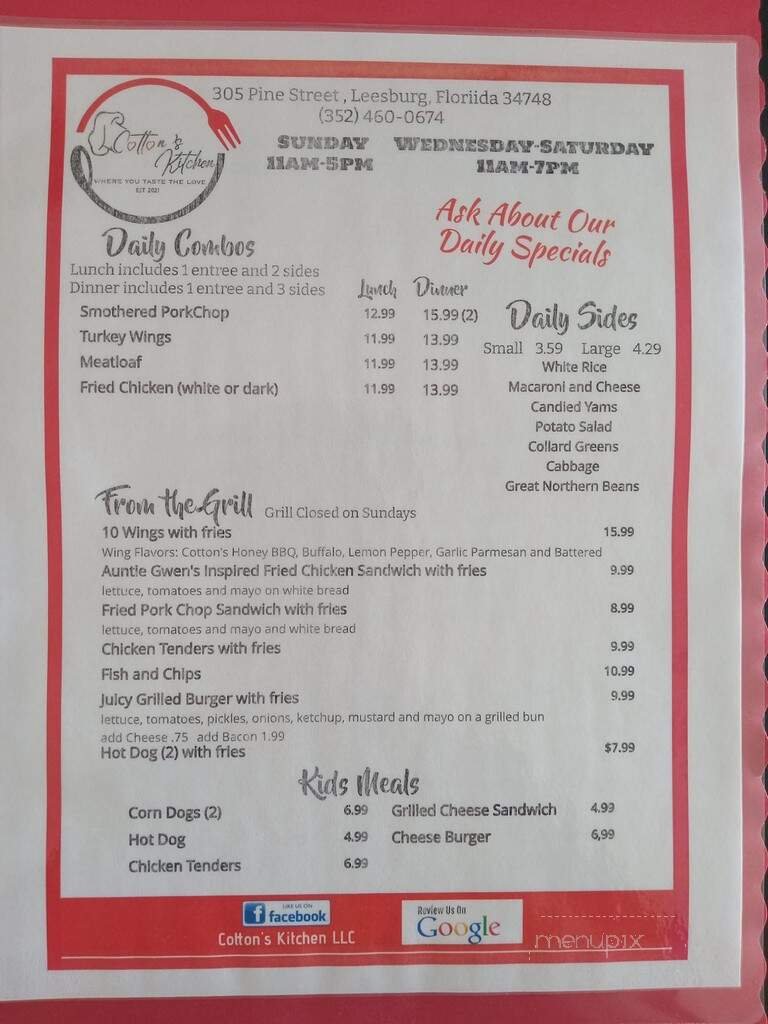 305 Pine Street , Leesburg, Floriida 34748
(352) 460-0674
Cotton's
Kitchen
WHERE YOU TASTE THE LOVE
EST 2021
SUNDAY
11AM-5PM
WEDNESDAY-SATURDAY
11AM-7PM
Ask About Our
Daily Specials
Daily Combos
Lunch includes 1 entree and 2 sides
Dinner includes 1 entree and 3 sides
Lunch Dinner
Smothered PorkChop 12.99 15.99 (2)
Turkey Wings 11.99 13.99
Meatloaf 11.99 13.99
Fried Chicken (white or dark) 11.99 13.99
Daily Sides
Small 3.59 Large 4.29
White Rice
Macaroni and Cheese
Candied Yams
Potato Salad
Collard Greens
Cabbage
Great Northern Beans
From the Grill Grill Closed on Sundays
10 Wings with fries 15.99
Wing Flavors: Cotton's Honey BBQ, Buffalo, Lemon Pepper, Garlic Parmesan and Battered
Auntie Gwen's Inspired Fried Chicken Sandwich with fries 9.99
lettuce, tomatoes and mayo on white bread
Fried Pork Chop Sandwich with fries 8.99
lettuce, tomatoes and mayo and white bread
Chicken Tenders with fries 9.99
Fish and Chips 10.99
Juicy Grilled Burger with fries 9.99
lettuce, tomatoes, pickles, onions, ketchup, mustard and mayo on a grilled bun
add Cheese .75 add Bacon 1.99
Hot Dog (2) with fries $7.99
Kids Meals
Corn Dogs (2) 6.99 Grilled Cheese Sandwich 4.99
Hot Dog 4.99 Cheese Burger 6,99
Chicken Tenders 6.99
LIKE US ON
facebook
Cotton's Kitchen LLC
Review Us On
Google
menupix